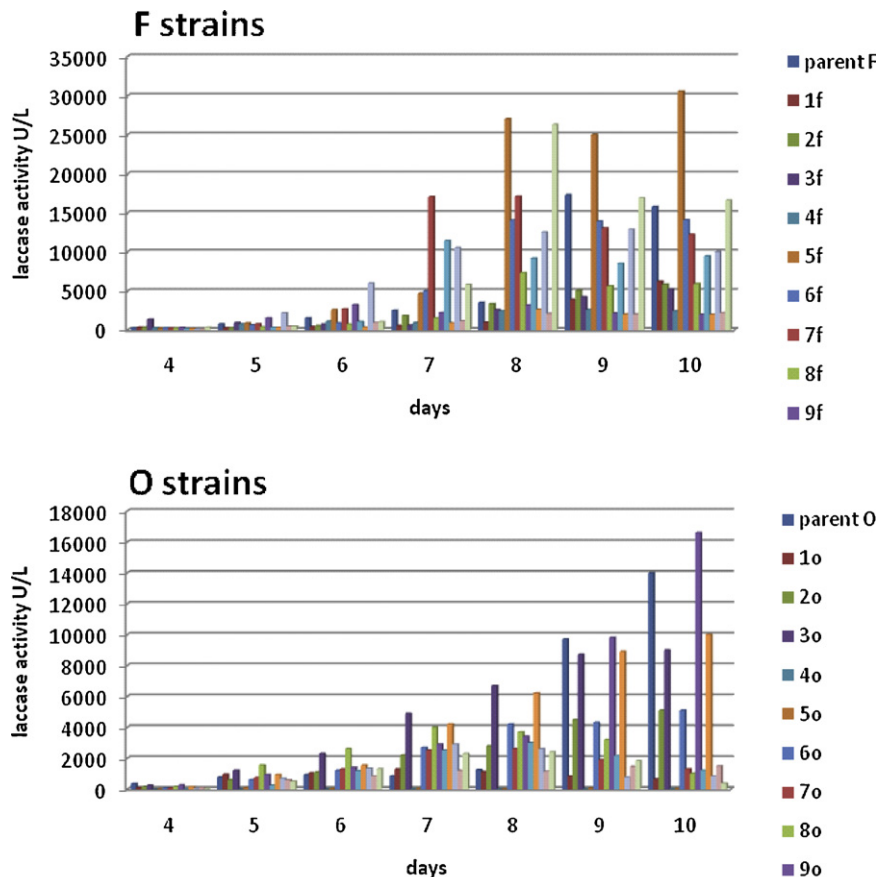 F strains
laccase activity U/L
35000
30000
25000
20000
15000
10000
5000
0
4 5 6 7 8 9 10
days
parent F
1f
2f
3f
4f
5f
6f
7f
8f
9f
O strains
laccase activity U/L
18000
16000
14000
12000
10000
8000
6000
4000
2000
0
4 5 6 7 8 9 10
days
parent O
1o
2o
3o
4o
5o
6o
7o
8o
9o